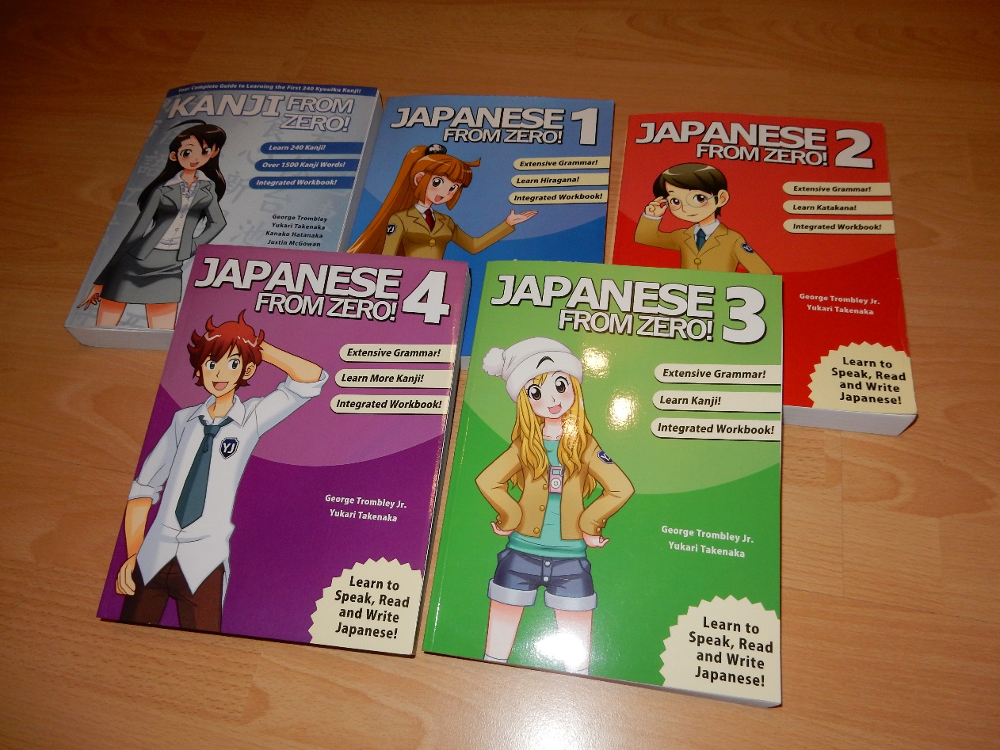 Your Complete Guide to Learning the First 240 Kyouiku Kanji!
KANJI FROM
ZERO!
Learn 240 Kanji!
Over 1500 Kanji Words!
Integrated Workbook!
George Trombley
Yukari Takenaka
Kanako Hatanaka
Justin McGowan
JAPANESE 1
FROM ZERO!
Extensive Grammar!
Learn Hiragana!
Integrated Workbook!
YJ
JAPANESE 2
FROM ZERO!
Extensive Grammar!
Learn Katakana!
Integrated Workbook!
YJ
George Trombley Jr.
Yukari Takenaka
Learn to
Speak, Read
and Write
Japanese!
JAPANESE 4
FROM ZERO!
Extensive Grammar!
Learn More Kanji!
Integrated Workbook!
YJ
George Trombley Jr.
Yukari Takenaka
Learn to
Speak, Read
and Write
Japanese!
JAPANESE 3
FROM ZERO!
Extensive Grammar!
Learn Kanji!
Integrated Workbook!
YJ
George Trombley Jr.
Yukari Takenaka
Learn to
Speak, Read
and Write
Japanese!